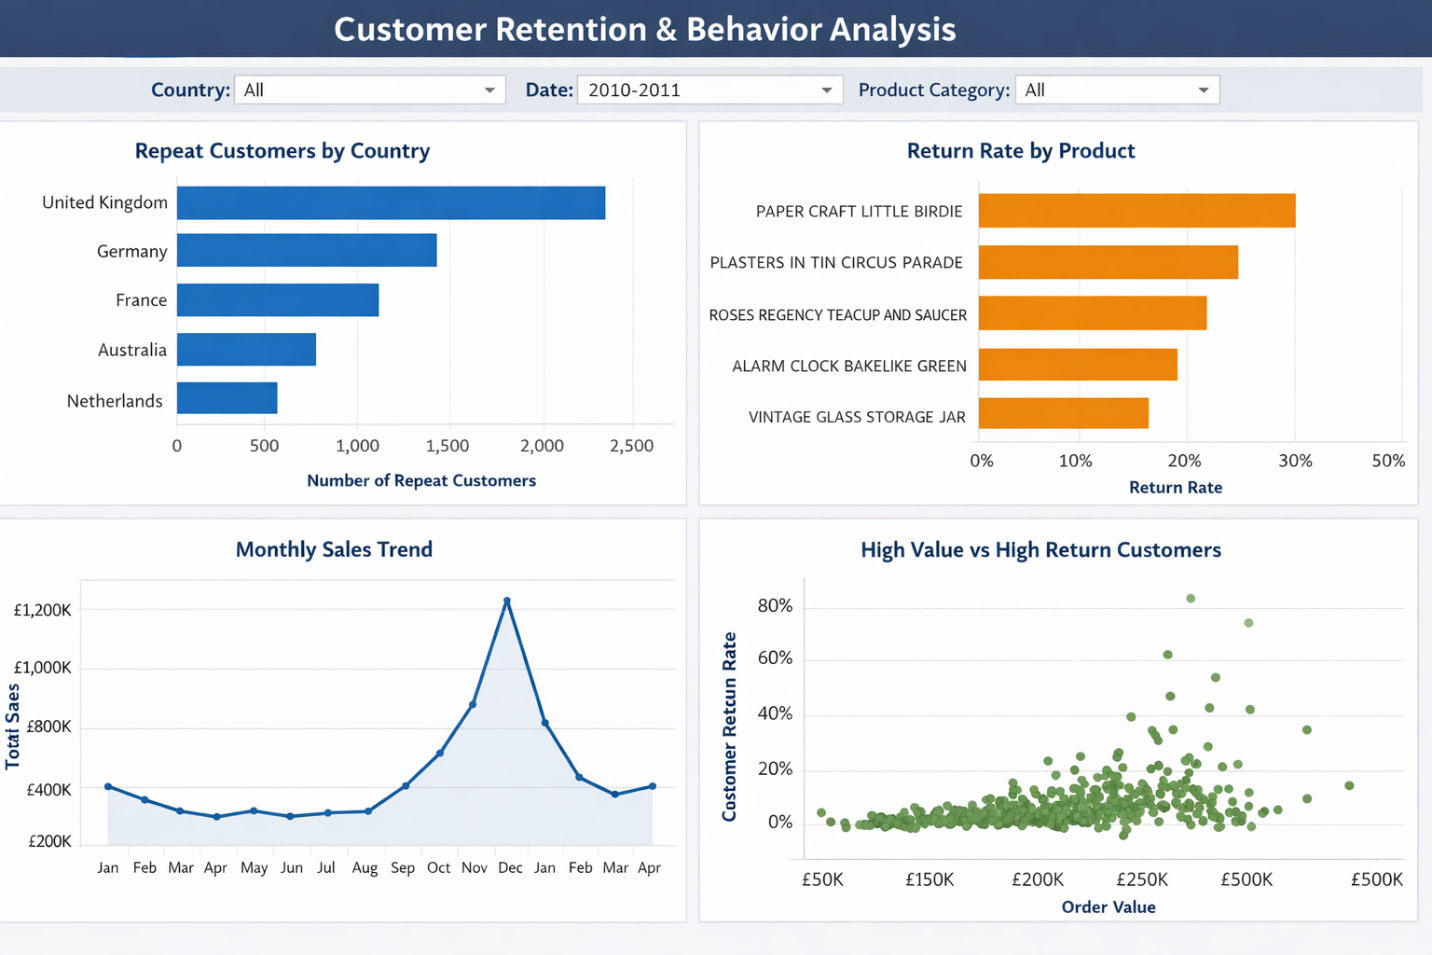 Customer Retention & Behavior Analysis
Country: All Date: 2010-2011 Product Category: All
Repeat Customers by Country
United Kingdom
Germany
France
Australia
Netherlands
0 500 1,000 1,500 2,000 2,500
Number of Repeat Customers
Return Rate by Product
PAPER CRAFT LITTLE BIRDIE
PLASTERS IN TIN CIRCUS PARADE
ROSES REGENCY TEACUP AND SAUCER
ALARM CLOCK BAKELIKE GREEN
VINTAGE GLASS STORAGE JAR
0% 10% 20% 30% 50%
Return Rate
Monthly Sales Trend
Total Saes
£1,200K
£1,000K
£800K
£400K
£200K
Jan Feb Mar Apr May Jun Jul Aug Sep Oct Nov Dec Jan Feb Mar Apr
High Value vs High Return Customers
Customer Retcun Rate
80%
60%
40%
20%
0%
£50K £150K £200K £250K £500K £500K
Order Value